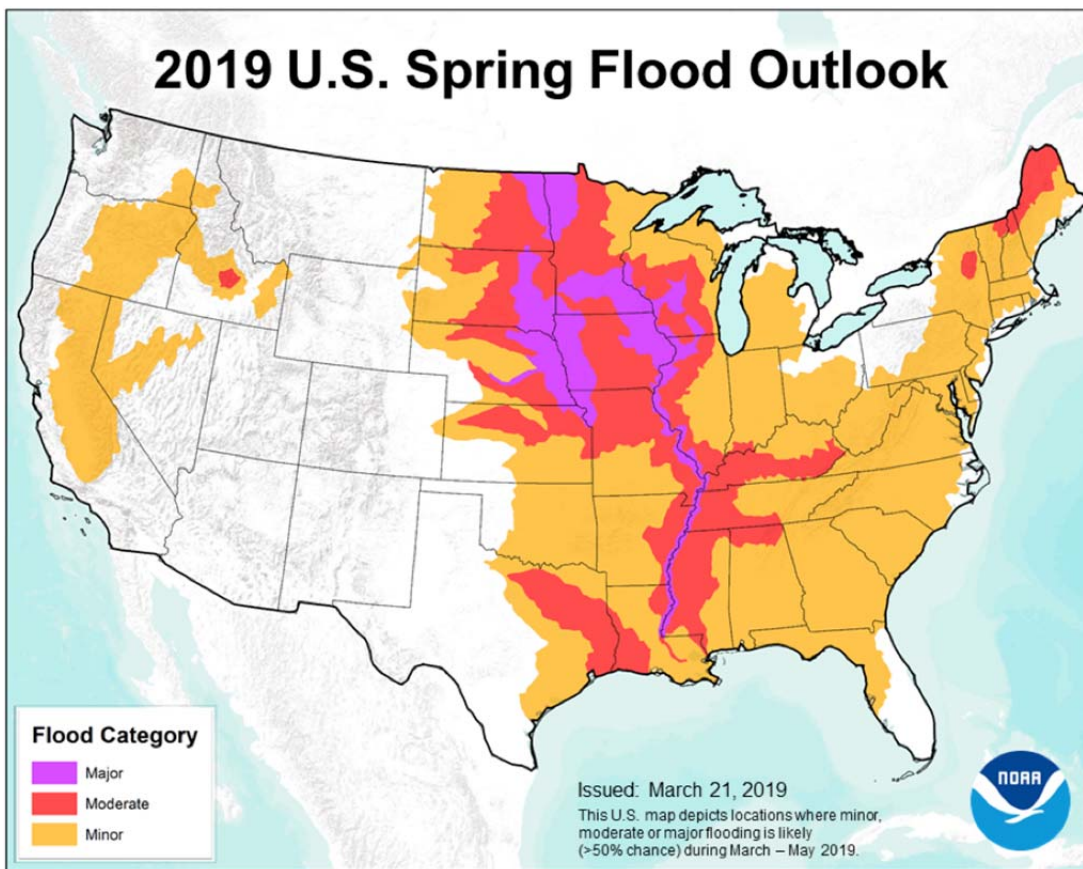 2019 U.S. Spring Flood Outlook
Flood Category
Major
Moderate
Minor
Issued: March 21, 2019
This U.S. map depicts locations where minor,
moderate or major flooding is likely
(>50% chance) during March – May 2019.
NOAA